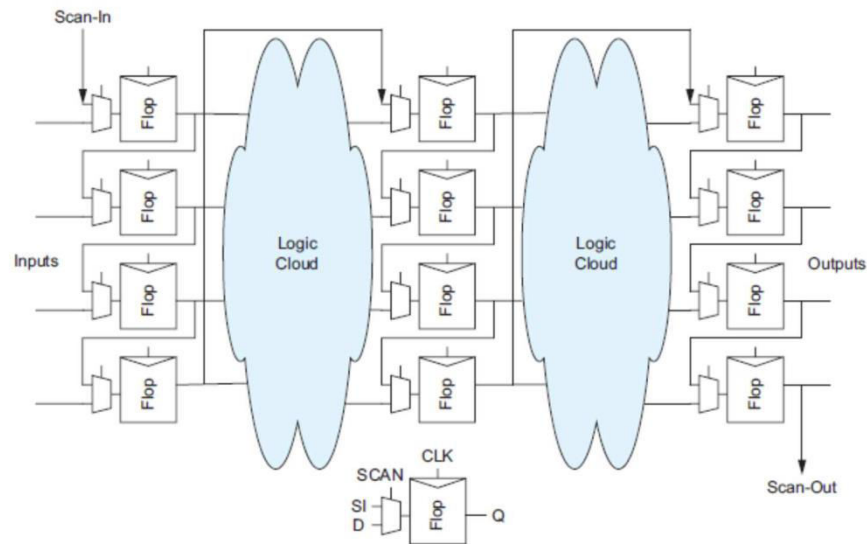 Scan-In
Flop
Flop
Flop
Flop
Flop
Flop
Flop
Flop
Flop
Flop
Flop
Flop
Inputs
Logic
Cloud
Logic
Cloud
Outputs
Scan-Out
CLK
SCAN
SI
D
Flop
Q